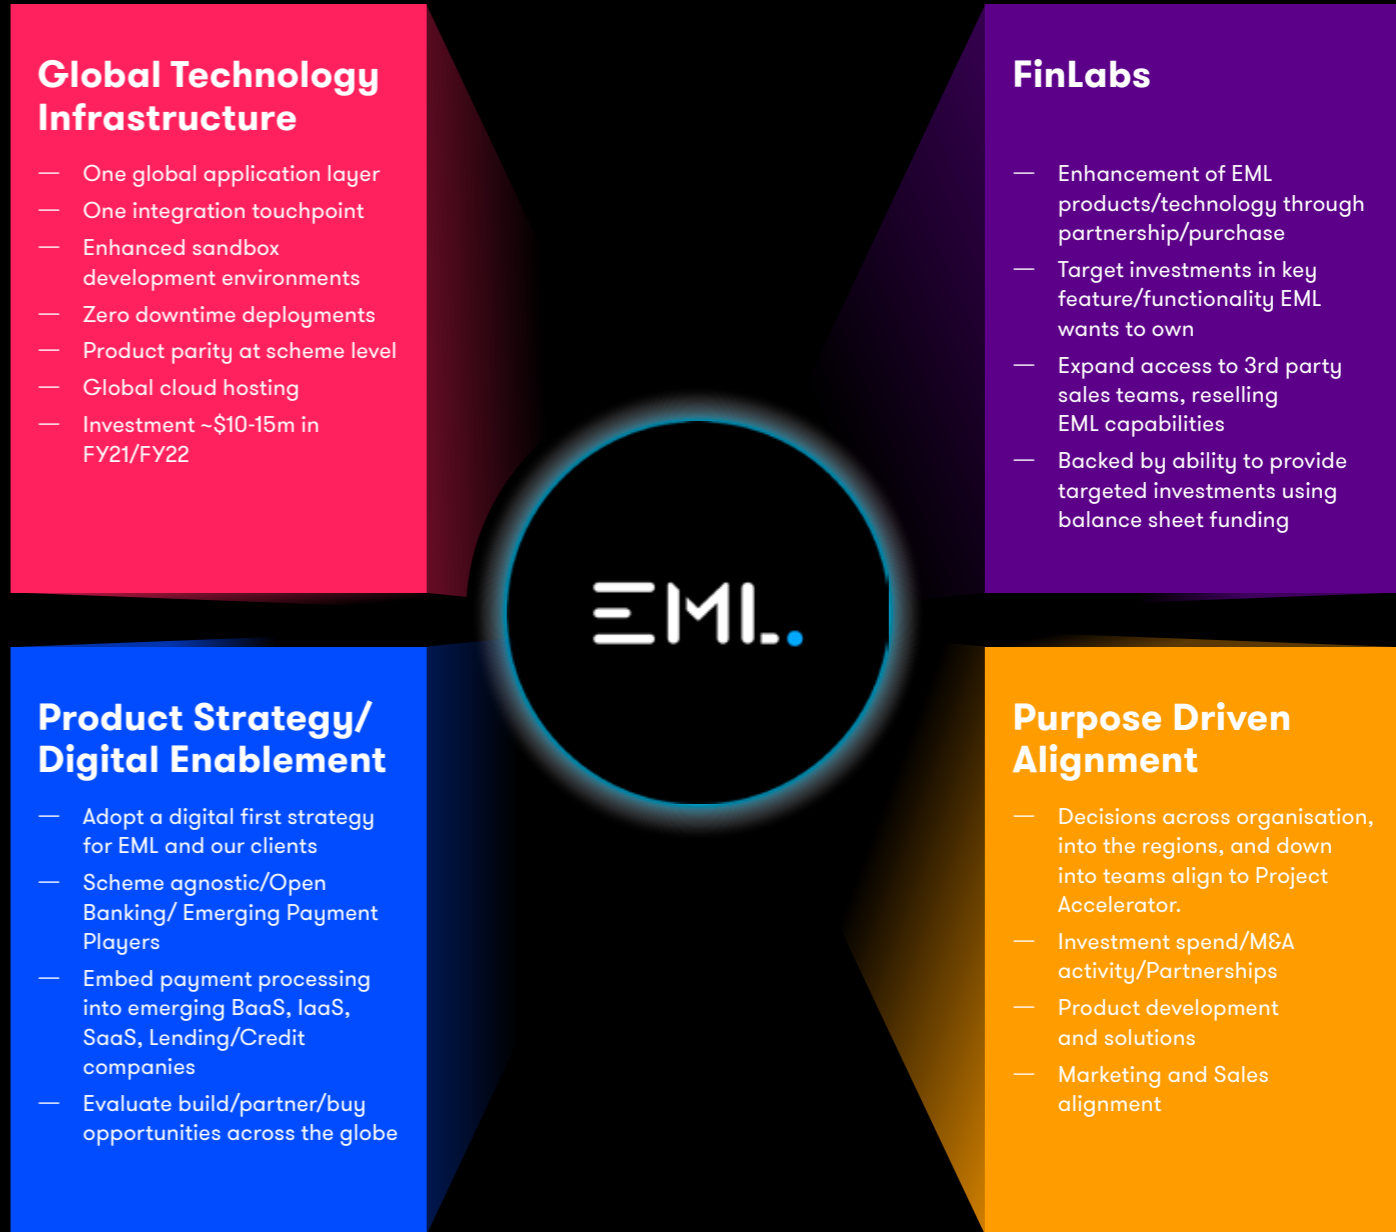 Global Technology
Infrastructure
— One global application layer
— One integration touchpoint
— Enhanced sandbox
development environments
— Zero downtime deployments
— Product parity at scheme level
— Global cloud hosting
— Investment ~$10-15m in
FY21/FY22
FinLabs
— Enhancement of EML
products/technology through
partnership/purchase
— Target investments in key
feature/functionality EML
wants to own
— Expand access to 3rd party
sales teams, reselling
EML capabilities
— Backed by ability to provide
targeted investments using
balance sheet funding
EML.
Product Strategy/
Digital Enablement
— Adopt a digital first strategy
for EML and our clients
— Scheme agnostic/Open
Banking/ Emerging Payment
Players
— Embed payment processing
into emerging BaaS, IaaS,
SaaS, Lending/Credit
companies
— Evaluate build/partner/buy
opportunities across the globe
Purpose Driven
Alignment
— Decisions across organisation,
into the regions, and down
into teams align to Project
Accelerator.
— Investment spend/M&A
activity/Partnerships
— Product development
and solutions
— Marketing and Sales
alignment